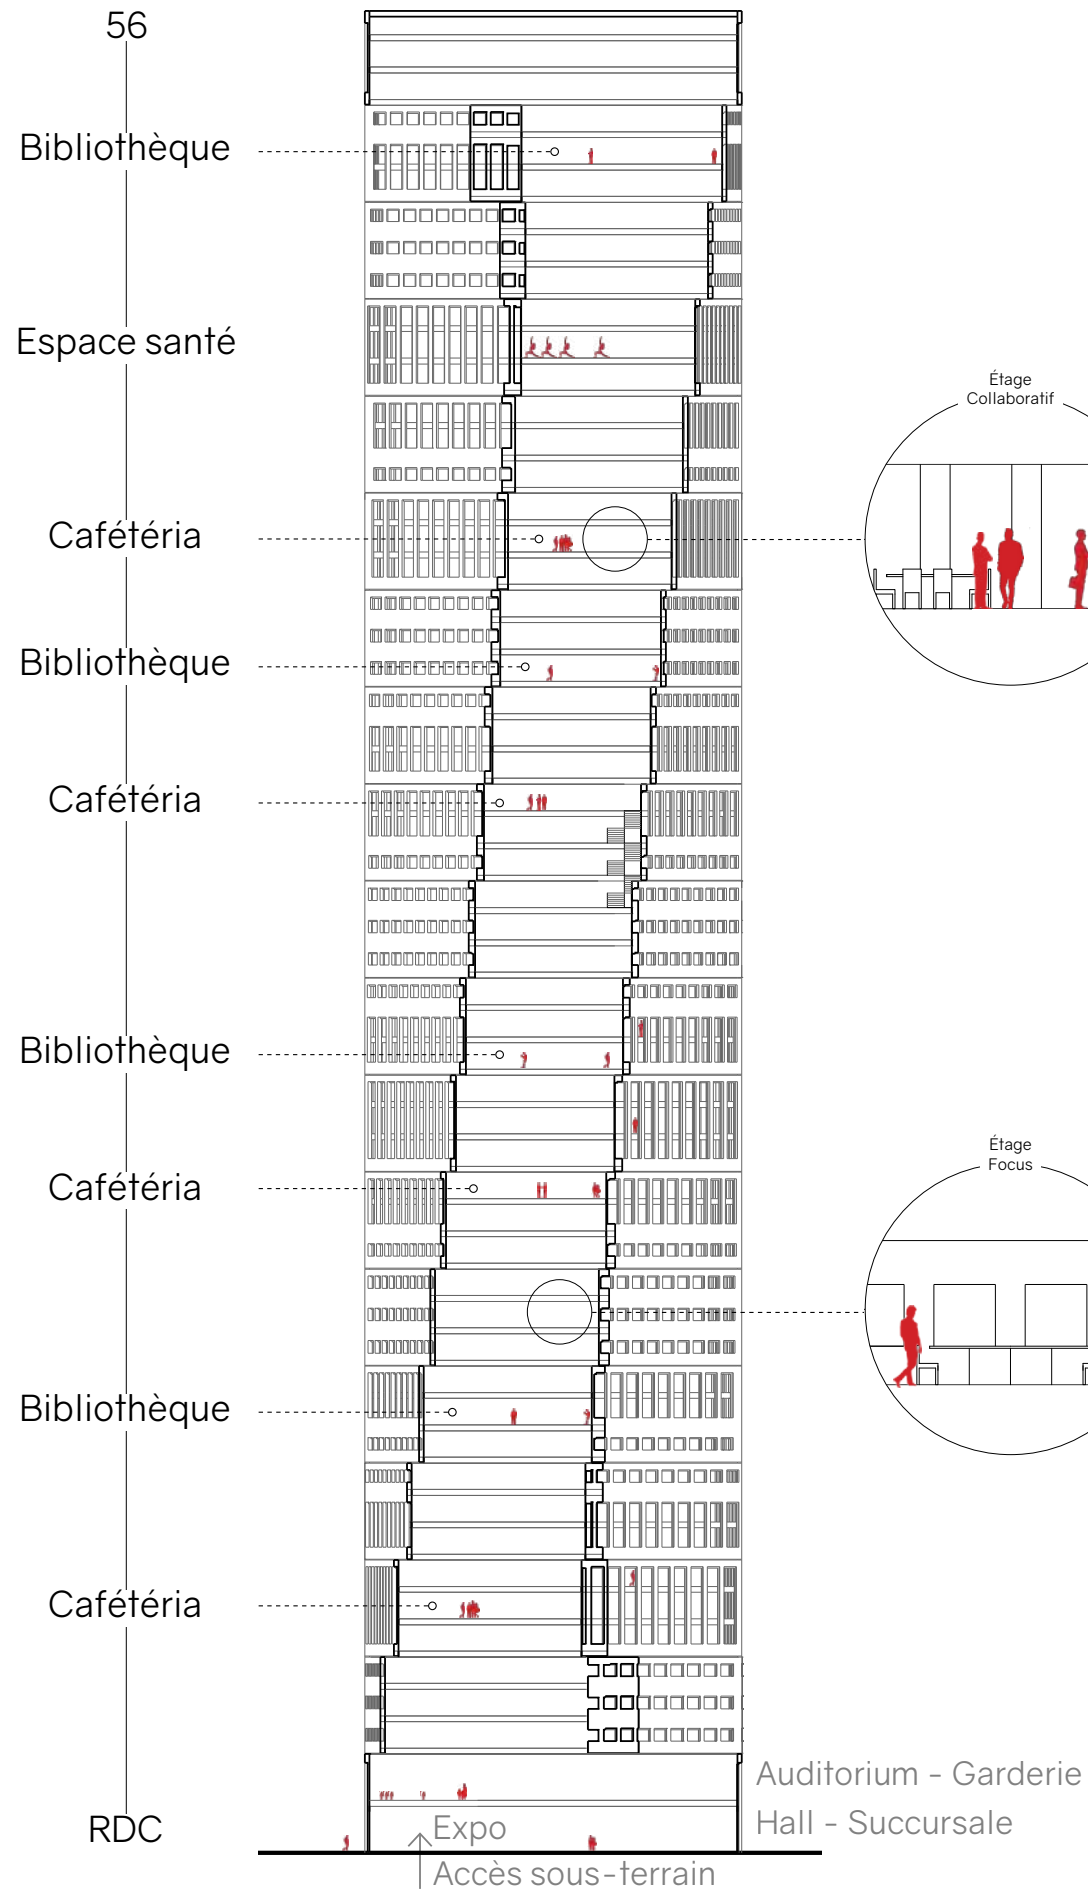 56
Bibliothèque
Espace santé
Étage
Collaboratif
Cafétéria
Bibliothèque
Cafétéria
Bibliothèque
Étage
Focus
Cafétéria
Bibliothèque
Cafétéria
Auditorium - Garderie
RDC
Expo
Hall - Succursale
Accès sous-terrain